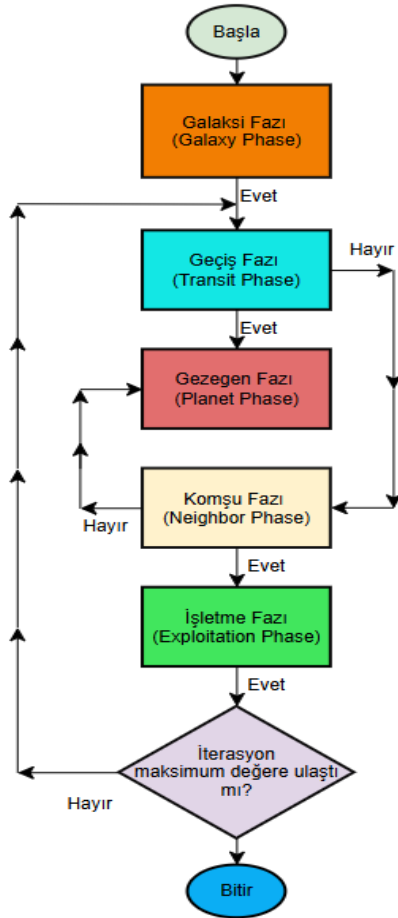 Başla
Galaksi Fazı
(Galaxy Phase)
Evet
Geçiş Fazı
(Transit Phase)
Hayır
Evet
Gezegen Fazı
(Planet Phase)
Komşu Fazı
(Neighbor Phase)
Hayır
Evet
İşletme Fazı
(Exploitation Phase)
Evet
İterasyon
maksimum değere ulaştı
mı?
Hayır
Bitir